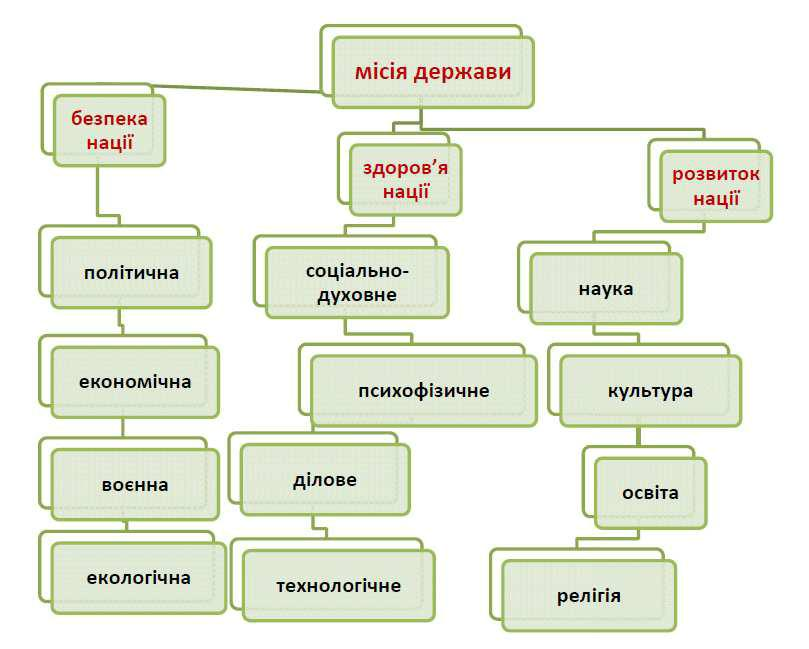 місія держави
безпека
нації
політична
економічна
воєнна
екологічна
здоров’я
нації
соціально-
духовне
психофізичне
ділове
технологічне
розвиток
нації
наука
культура
освіта
релігія